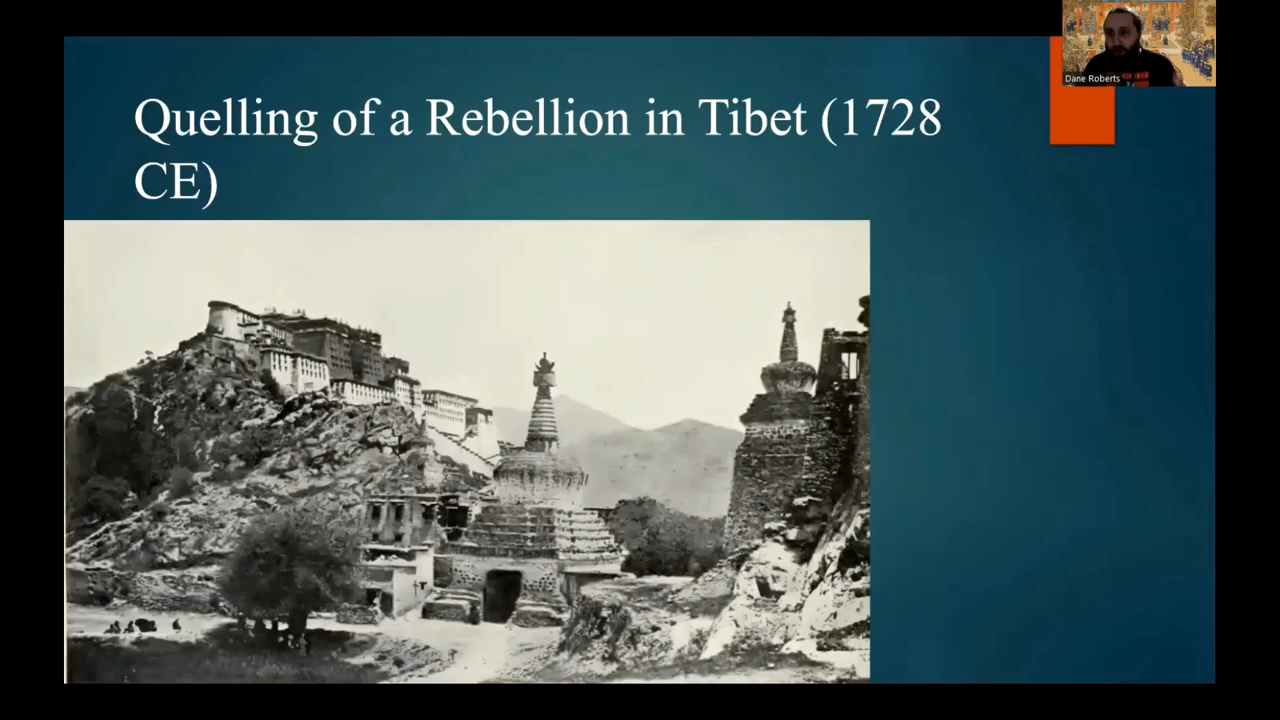 Quelling of a Rebellion in Tibet (1728
CE)
Dane Roberts